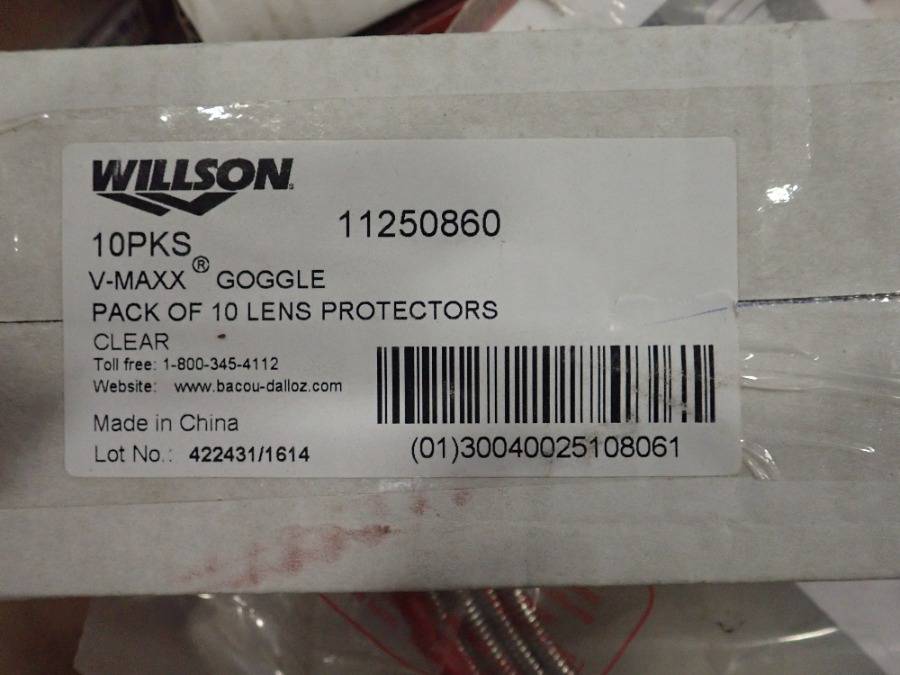 WILLSON
11250860
10PKS
V-MAXX® GOGGLE
PACK OF 10 LENS PROTECTORS
CLEAR
Toll free: 1-800-345-4112
Website: www.bacou-dalloz.com
Made in China
Lot No.: 422431/1614
(01)30040025108061